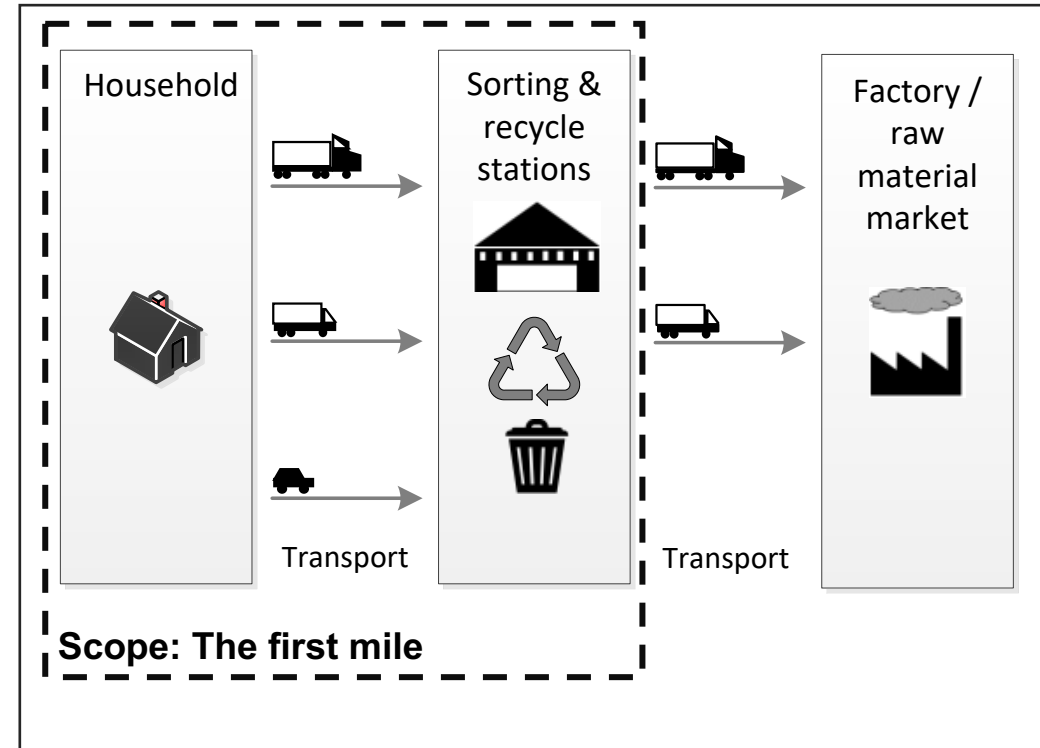 Household
Sorting &
recycle
stations
Factory /
raw
material
market
Transport
Transport
Scope: The first mile